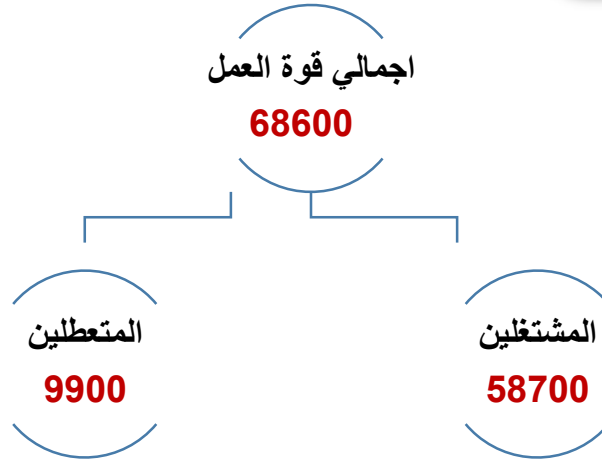 اجمالي قوة العمل
68600
المشتغلين
58700
المتعطلين
9900